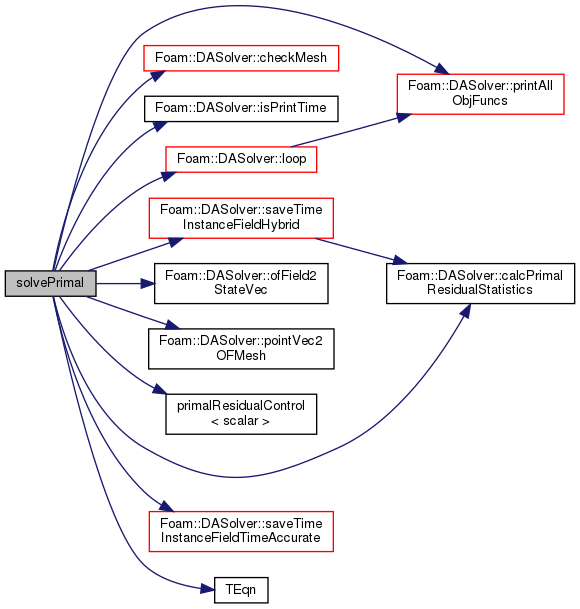 solvePrimal
Foam::DASolver::checkMesh
Foam::DASolver::isPrintTime
Foam::DASolver::loop
Foam::DASolver::saveTime
InstanceFieldHybrid
Foam::DASolver::ofField2
StateVec
Foam::DASolver::pointVec2
OFMesh
primalResidualControl
< scalar >
Foam::DASolver::saveTime
InstanceFieldTimeAccurate
TEqn
Foam::DASolver::printAll
ObjFuncs
Foam::DASolver::calcPrimal
ResidualStatistics